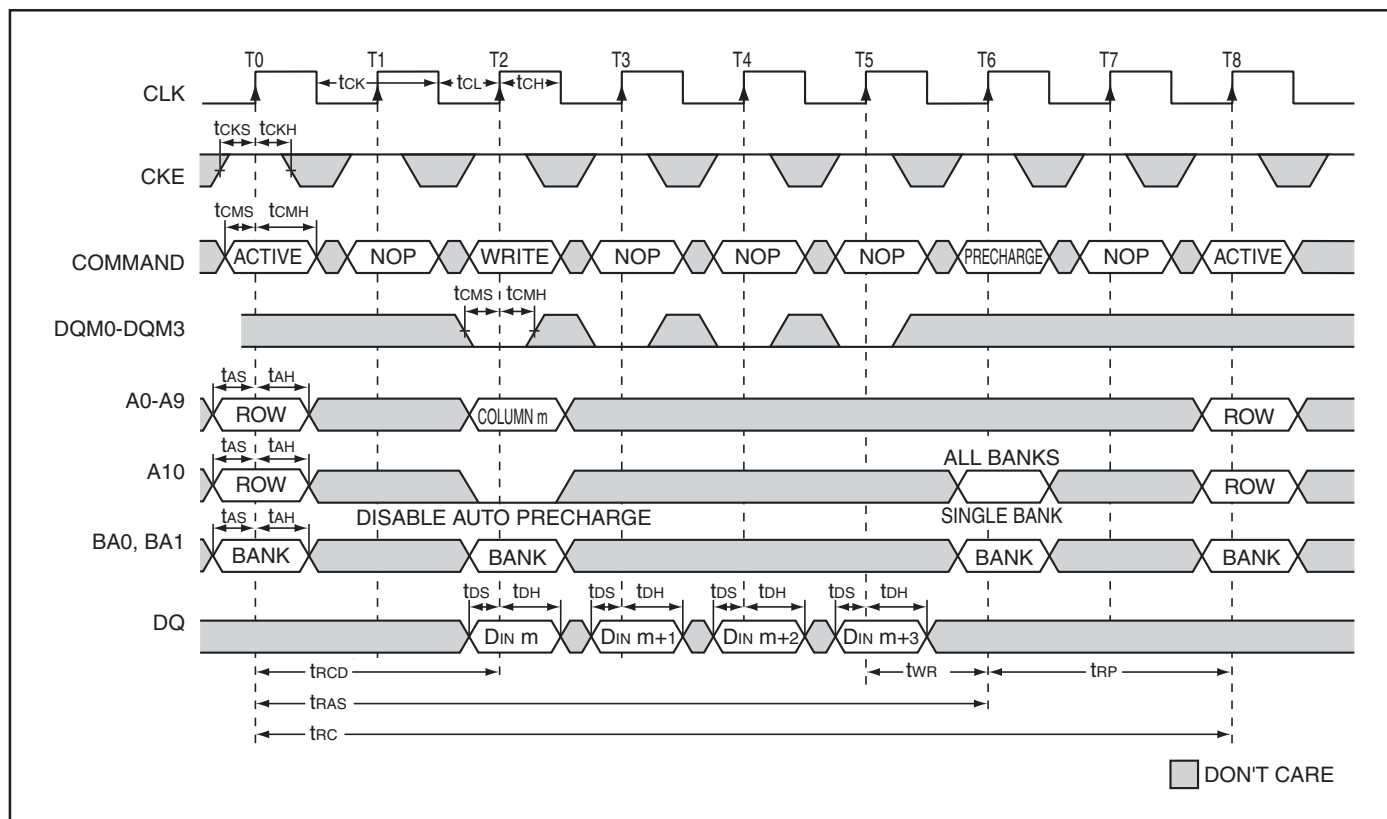 T0 T1 T2 T3 T4 T5 T6 T7 T8
CLK tCK tCL tCH
tCKS tCKH
CKE
tCMS tCMH
COMMAND ACTIVE NOP WRITE NOP NOP NOP PRECHARGE NOP ACTIVE
tCMS tCMH
DQM0-DQM3
tAS tAH
A0-A9 ROW COLUMN m ROW
tAS tAH
ALL BANKS
A10 ROW ROW
tAS tAH DISABLE AUTO PRECHARGE SINGLE BANK
BA0, BA1 BANK BANK BANK BANK
tDS tDH tDS tDH tDS tDH tDS tDH
DQ DIN m DIN m+1 DIN m+2 DIN m+3
tRCD tWR tRP
tRAS
tRC
DON'T CARE